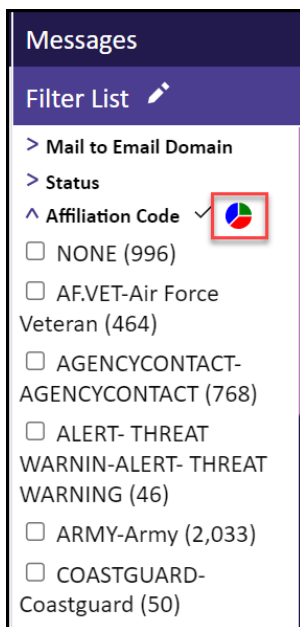 Messages
Filter List
> Mail to Email Domain
> Status
^ Affiliation Code
NONE (996)
AF.VET-Air Force
Veteran (464)
AGENCYCONTACT-
AGENCYCONTACT (768)
ALERT- THREAT
WARNIN-ALERT- THREAT
WARNING (46)
ARMY-Army (2,033)
COASTGUARD-
Coastguard (50)